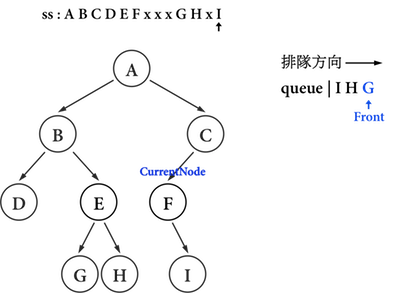 ss : A B C D E F x x x G H x I
排隊方向
queue | I H G
Front
A
B
C
CurrentNode
D
E
F
G
H
I